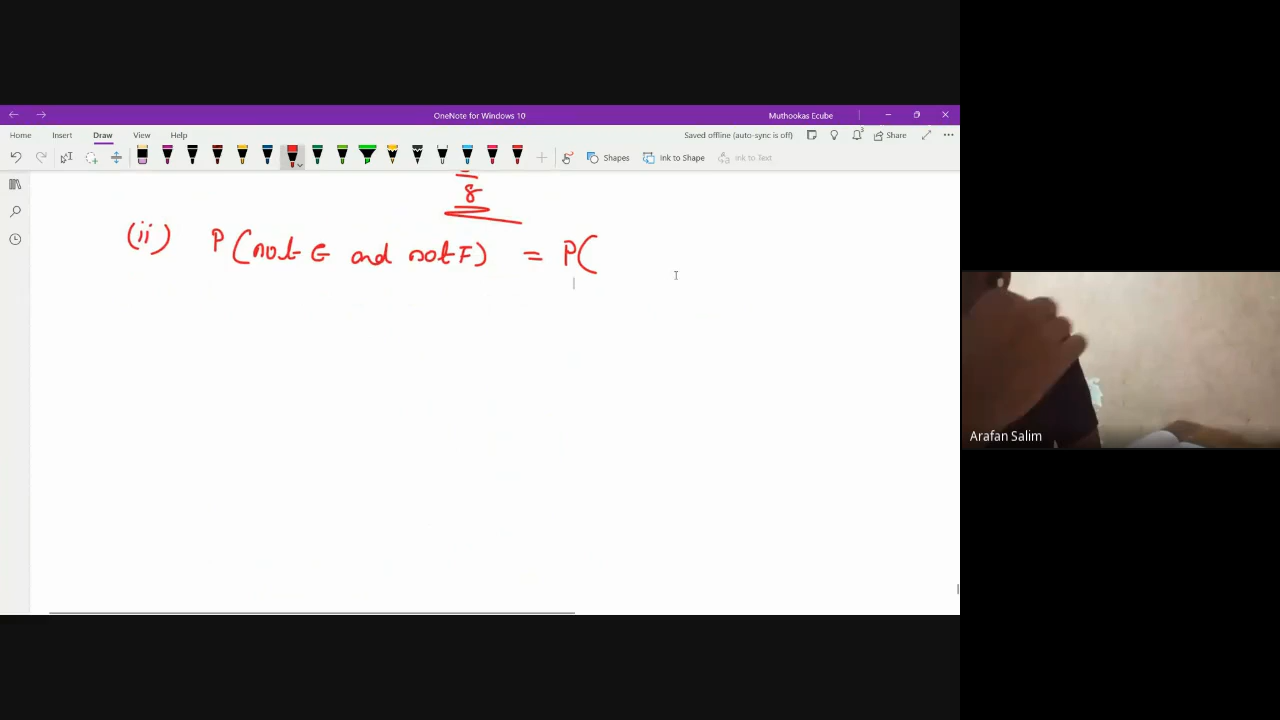 OneNote for Windows 10
Muthookas Ecube
Home Insert Draw View Help
Saved offline (auto-sync is off)
Share
Shapes
Ink to Shape
Ink to Text
8
(ii) P(not E and not F) = P(
Arafan Salim